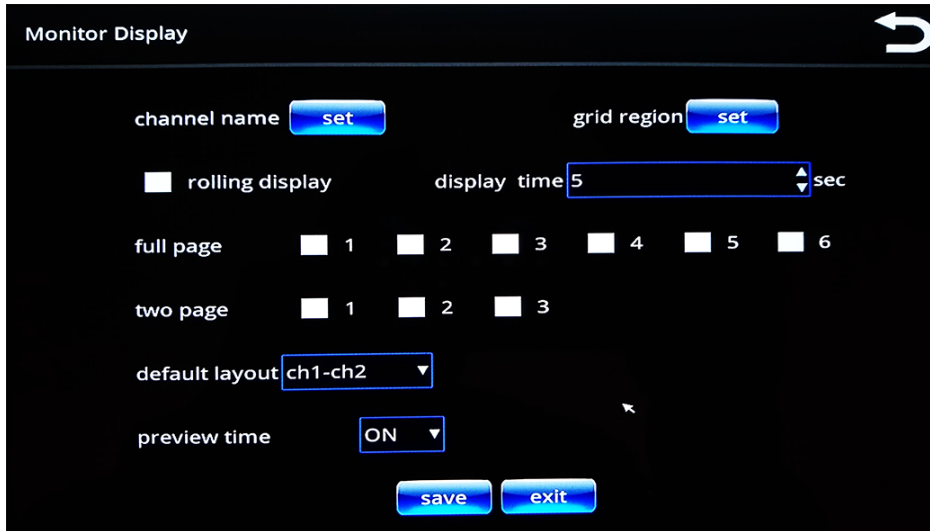 Monitor Display
channel name set grid region set
rolling display display time 5 sec
full page 1 2 3 4 5 6
two page 1 2 3
default layout ch1-ch2
preview time ON
save exit